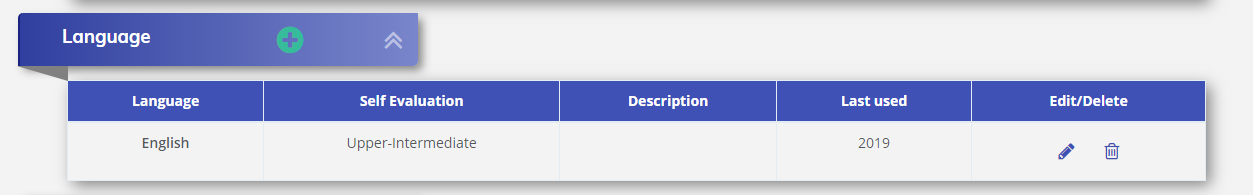 Language
Language Self Evaluation Description Last used Edit/Delete
English Upper-Intermediate 2019